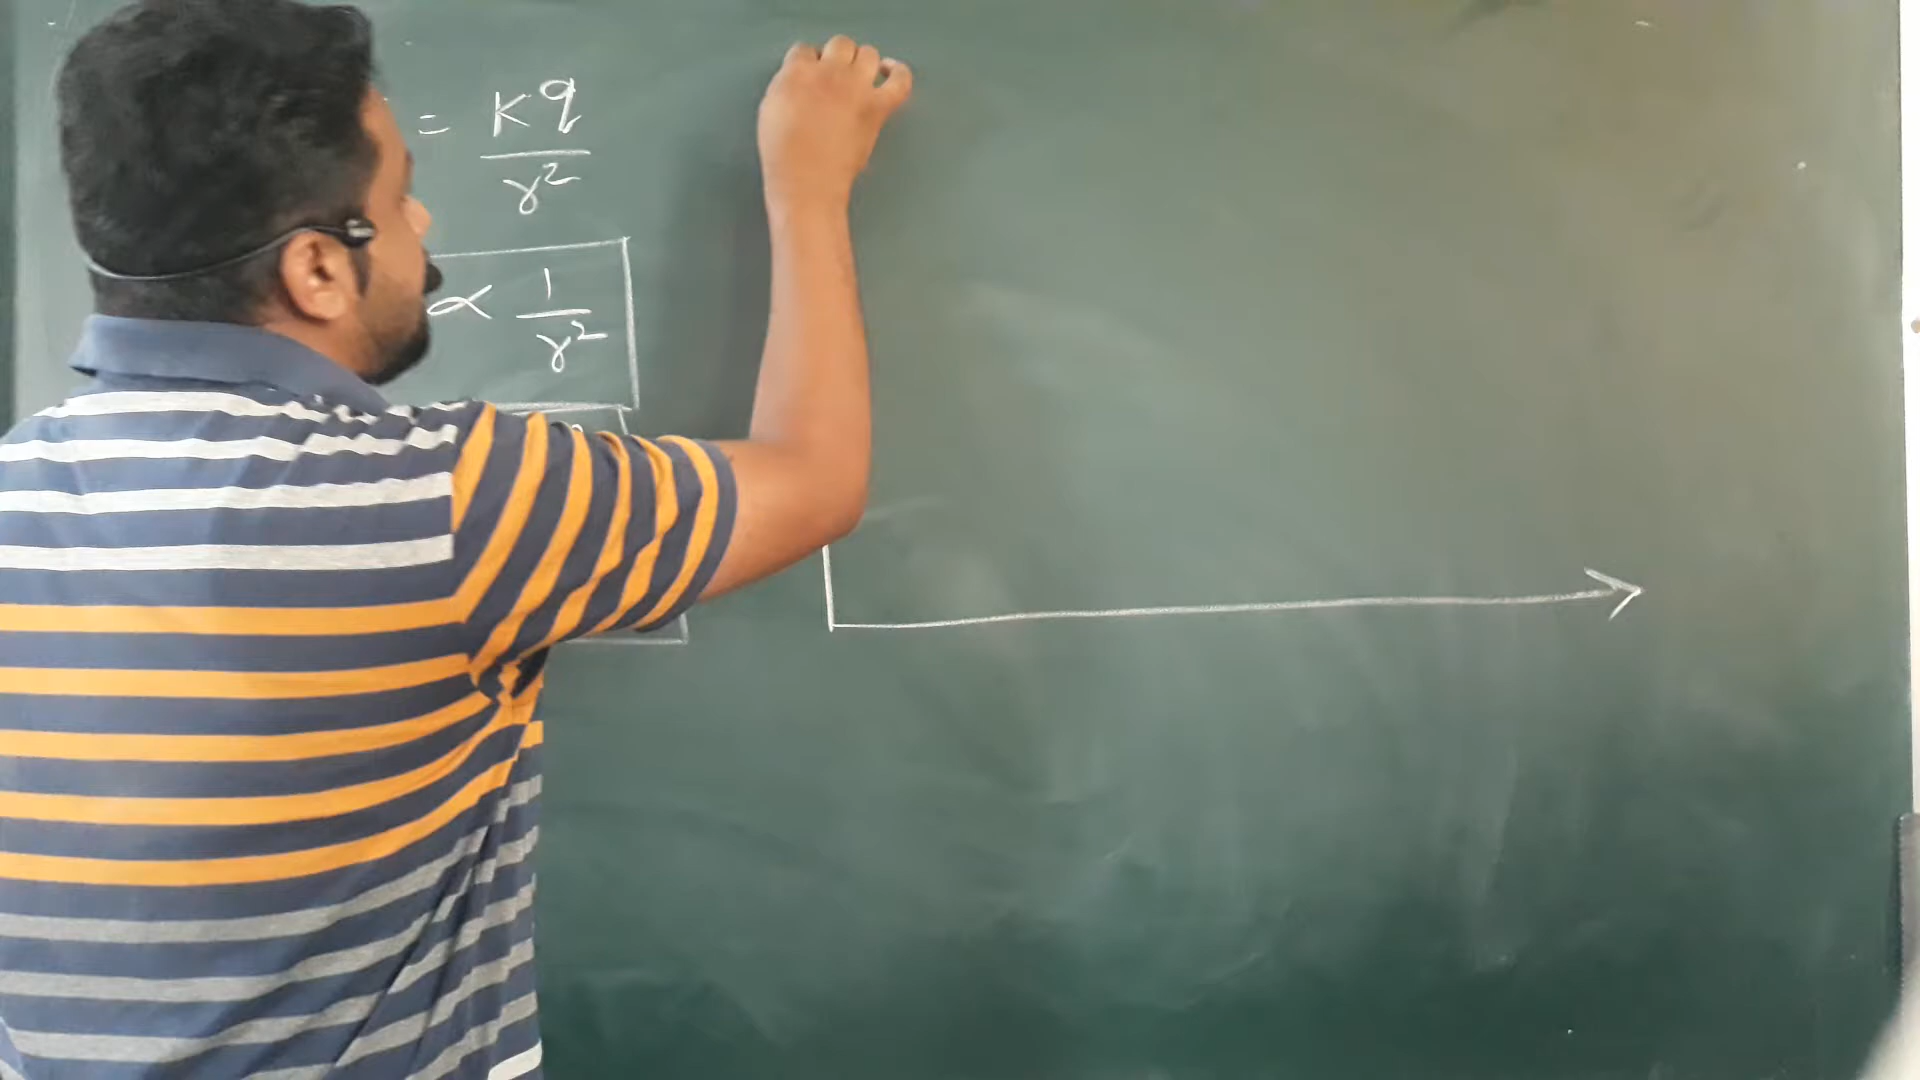 = Kq
r²
∝ 1
r²